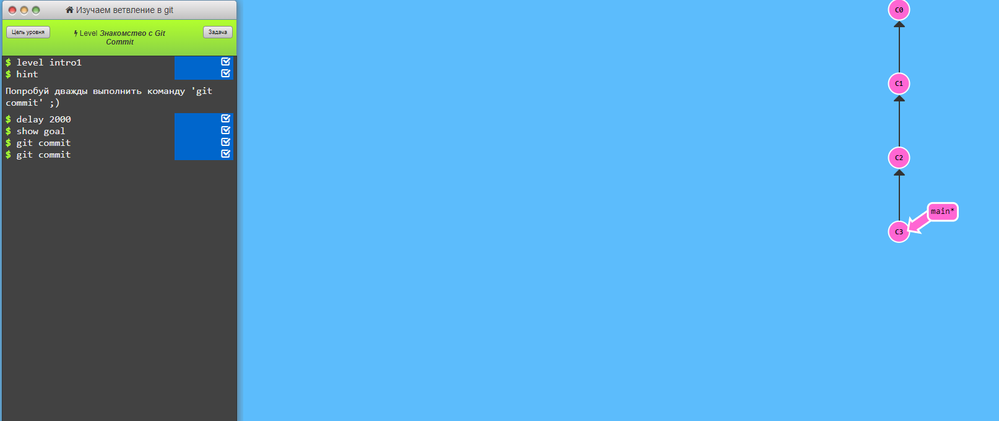 Изучаем ветвление в git
Цель уровня
Level Знакомство с Git
Commit
Задача
$ level intro1
$ hint
Попробуй дважды выполнить команду 'git
commit' ;)
$ delay 2000
$ show goal
$ git commit
$ git commit
C0
C1
C2
main*
C3